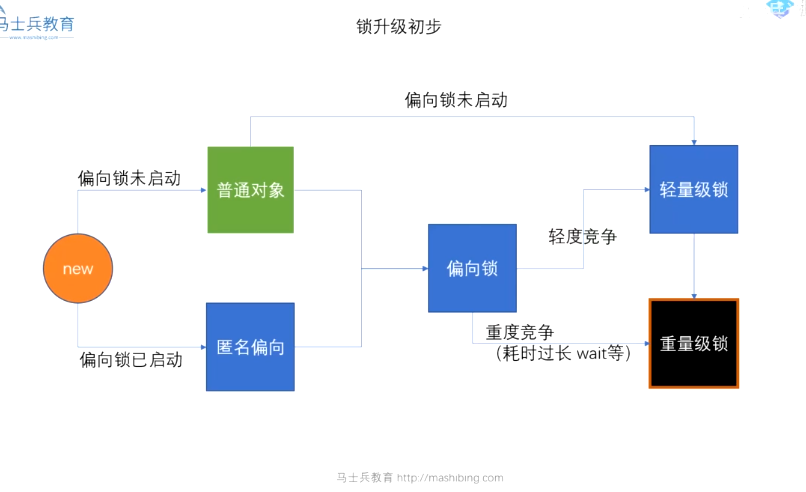 马士兵教育
www.mashibing.com
锁升级初步
偏向锁未启动
偏向锁未启动
普通对象
轻量级锁
轻度竞争
new
偏向锁
偏向锁已启动
匿名偏向
重度竞争
（耗时过长 wait等）
重量级锁
马士兵教育 http://mashibing.com